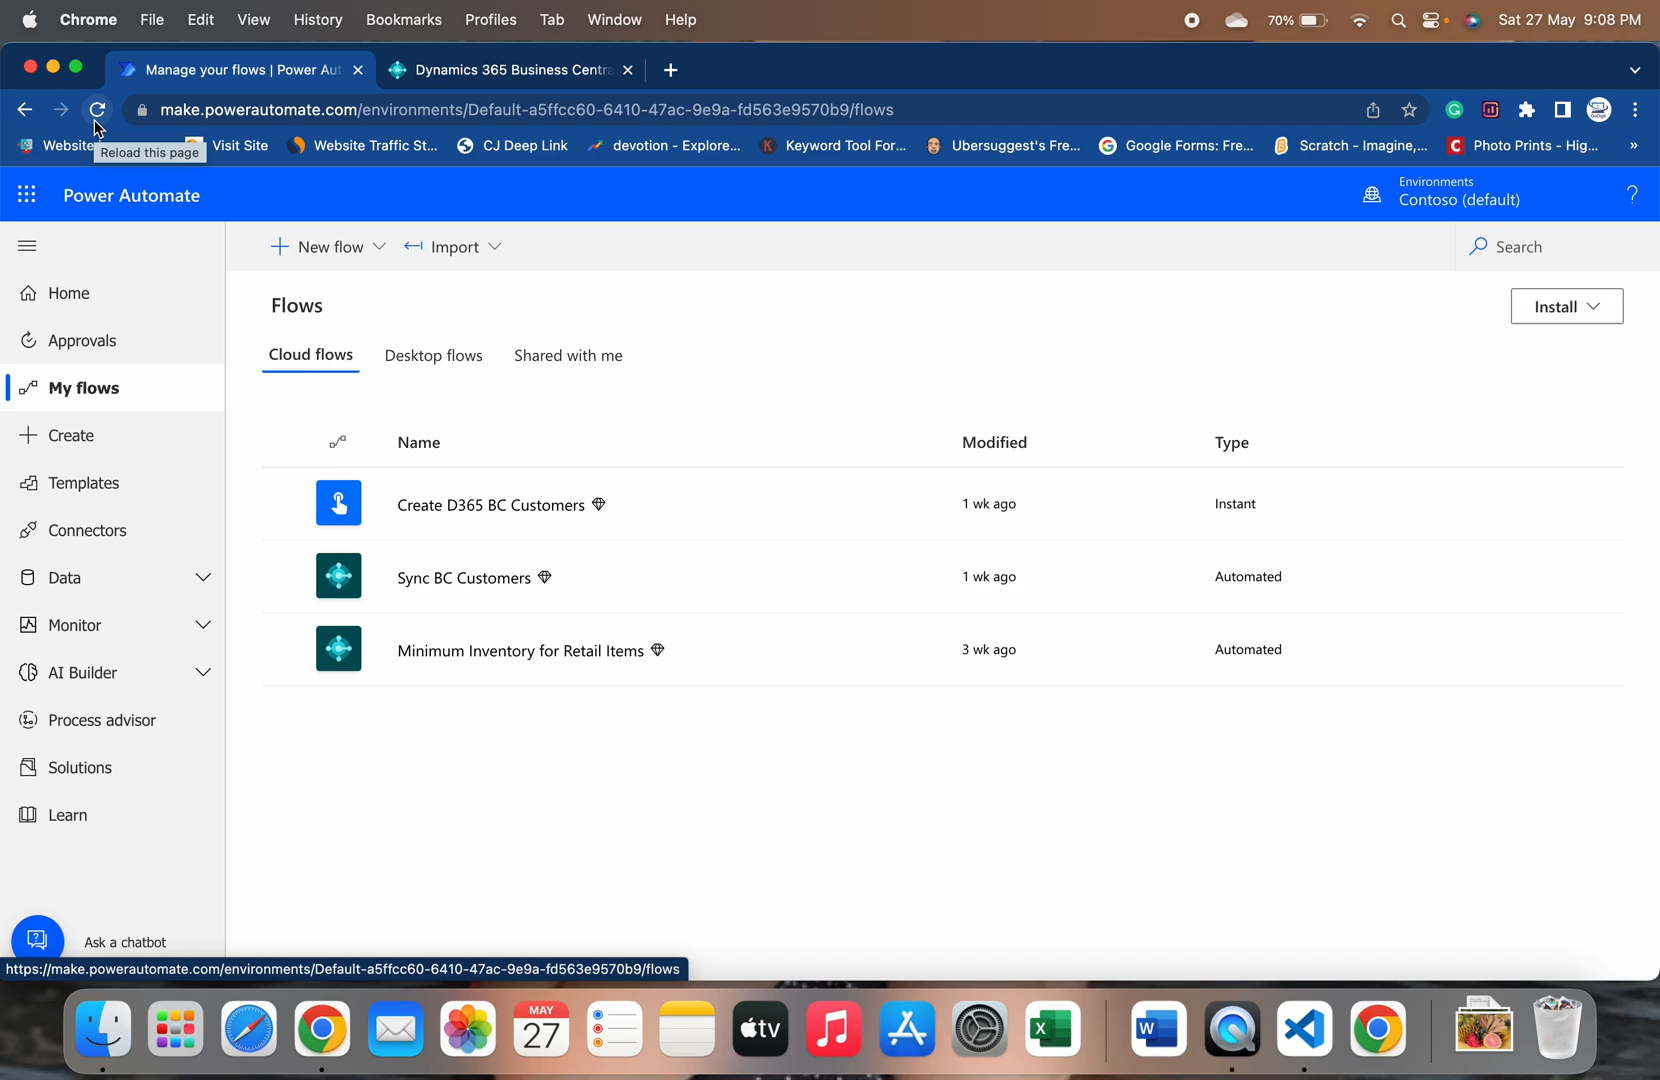 Chrome File Edit View History Bookmarks Profiles Tab Window Help 70% Sat 27 May 9:08 PM
Manage your flows | Power Aut Dynamics 365 Business Centra
make.powerautomate.com/environments/Default-a5ffcc60-6410-47ac-9e9a-fd563e9570b9/flows
Website Visit Site Website Traffic St... CJ Deep Link devotion - Explore... Keyword Tool For... Ubersuggest's Fre... Google Forms: Fre... Scratch - Imagine,... Photo Prints - Hig... »
Reload this page
Power Automate
Environments
Contoso (default)
?
New flow Import Search
Home
Approvals
My flows
Create
Templates
Connectors
Data
Monitor
AI Builder
Process advisor
Solutions
Learn
Ask a chatbot
Flows
Install
Cloud flows Desktop flows Shared with me
Name Modified Type
Create D365 BC Customers 1 wk ago Instant
Sync BC Customers 1 wk ago Automated
Minimum Inventory for Retail Items 3 wk ago Automated
https://make.powerautomate.com/environments/Default-a5ffcc60-6410-47ac-9e9a-fd563e9570b9/flows
MAY
27
tv
X
W